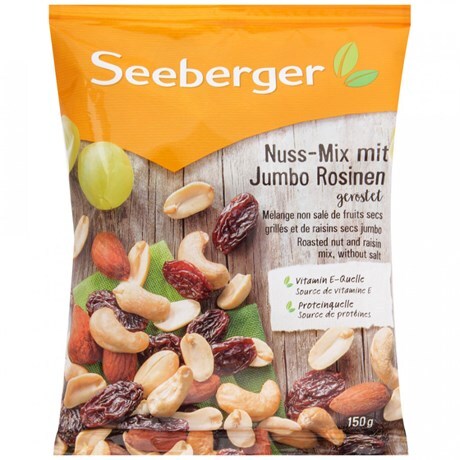 Seeberger
Nuss-Mix mit
Jumbo Rosinen
geröstet
Mélange non salé de fruits secs
grillés et de raisins secs jumbo
Roasted nut and raisin
mix, without salt
Vitamin E-Quelle
Source de vitamine E
Proteinquelle
Source de protéines
150g